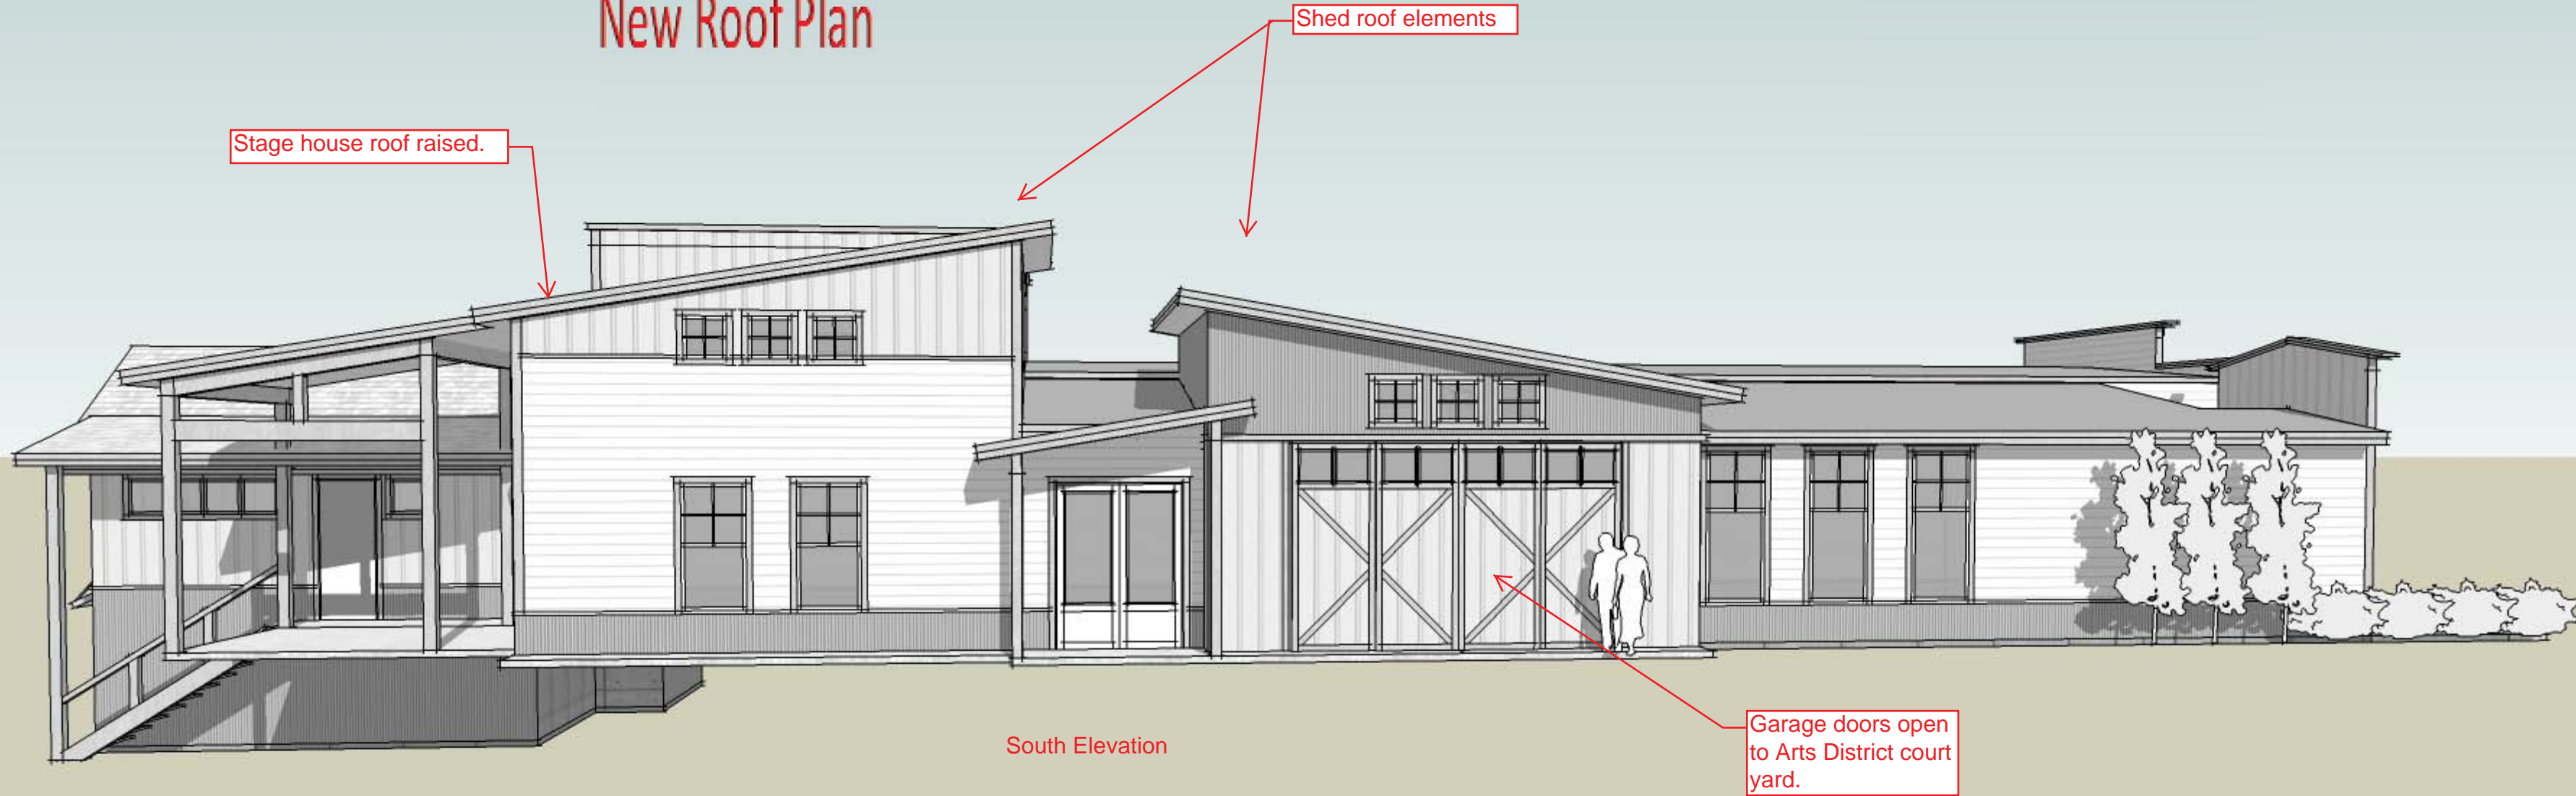 New Roof Plan
Shed roof elements
Stage house roof raised.
South Elevation
Garage doors open
to Arts District court
yard.